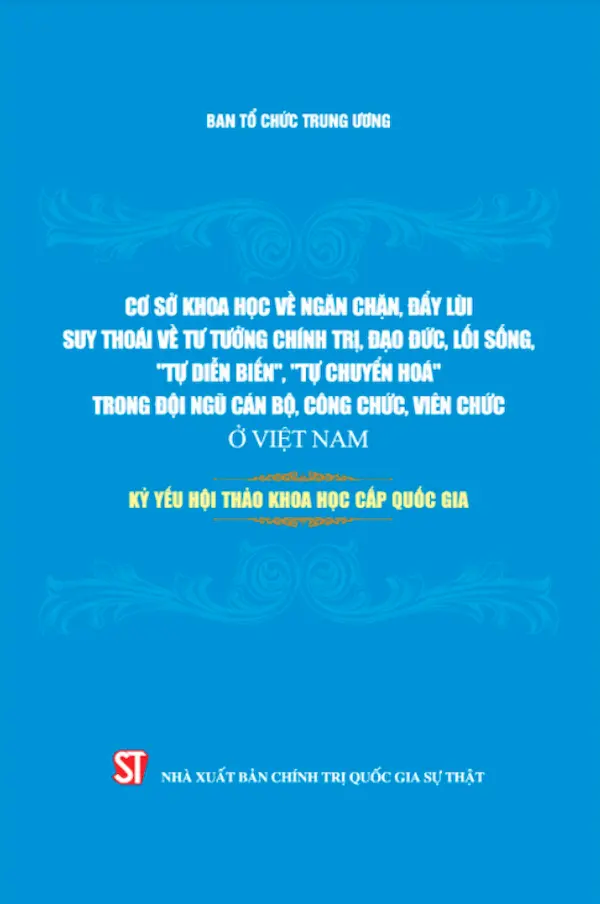 BAN TỔ CHỨC TRUNG ƯƠNG
CƠ SỞ KHOA HỌC VỀ NGĂN CHẶN, ĐẨY LÙI
SUY THOÁI VỀ TƯ TƯỞNG CHÍNH TRỊ, ĐẠO ĐỨC, LỐI SỐNG,
"TỰ DIỄN BIẾN", "TỰ CHUYỂN HOÁ"
TRONG ĐỘI NGŨ CÁN BỘ, CÔNG CHỨC, VIÊN CHỨC
Ở VIỆT NAM
KỶ YẾU HỘI THẢO KHOA HỌC CẤP QUỐC GIA
ST NHÀ XUẤT BẢN CHÍNH TRỊ QUỐC GIA SỰ THẬT